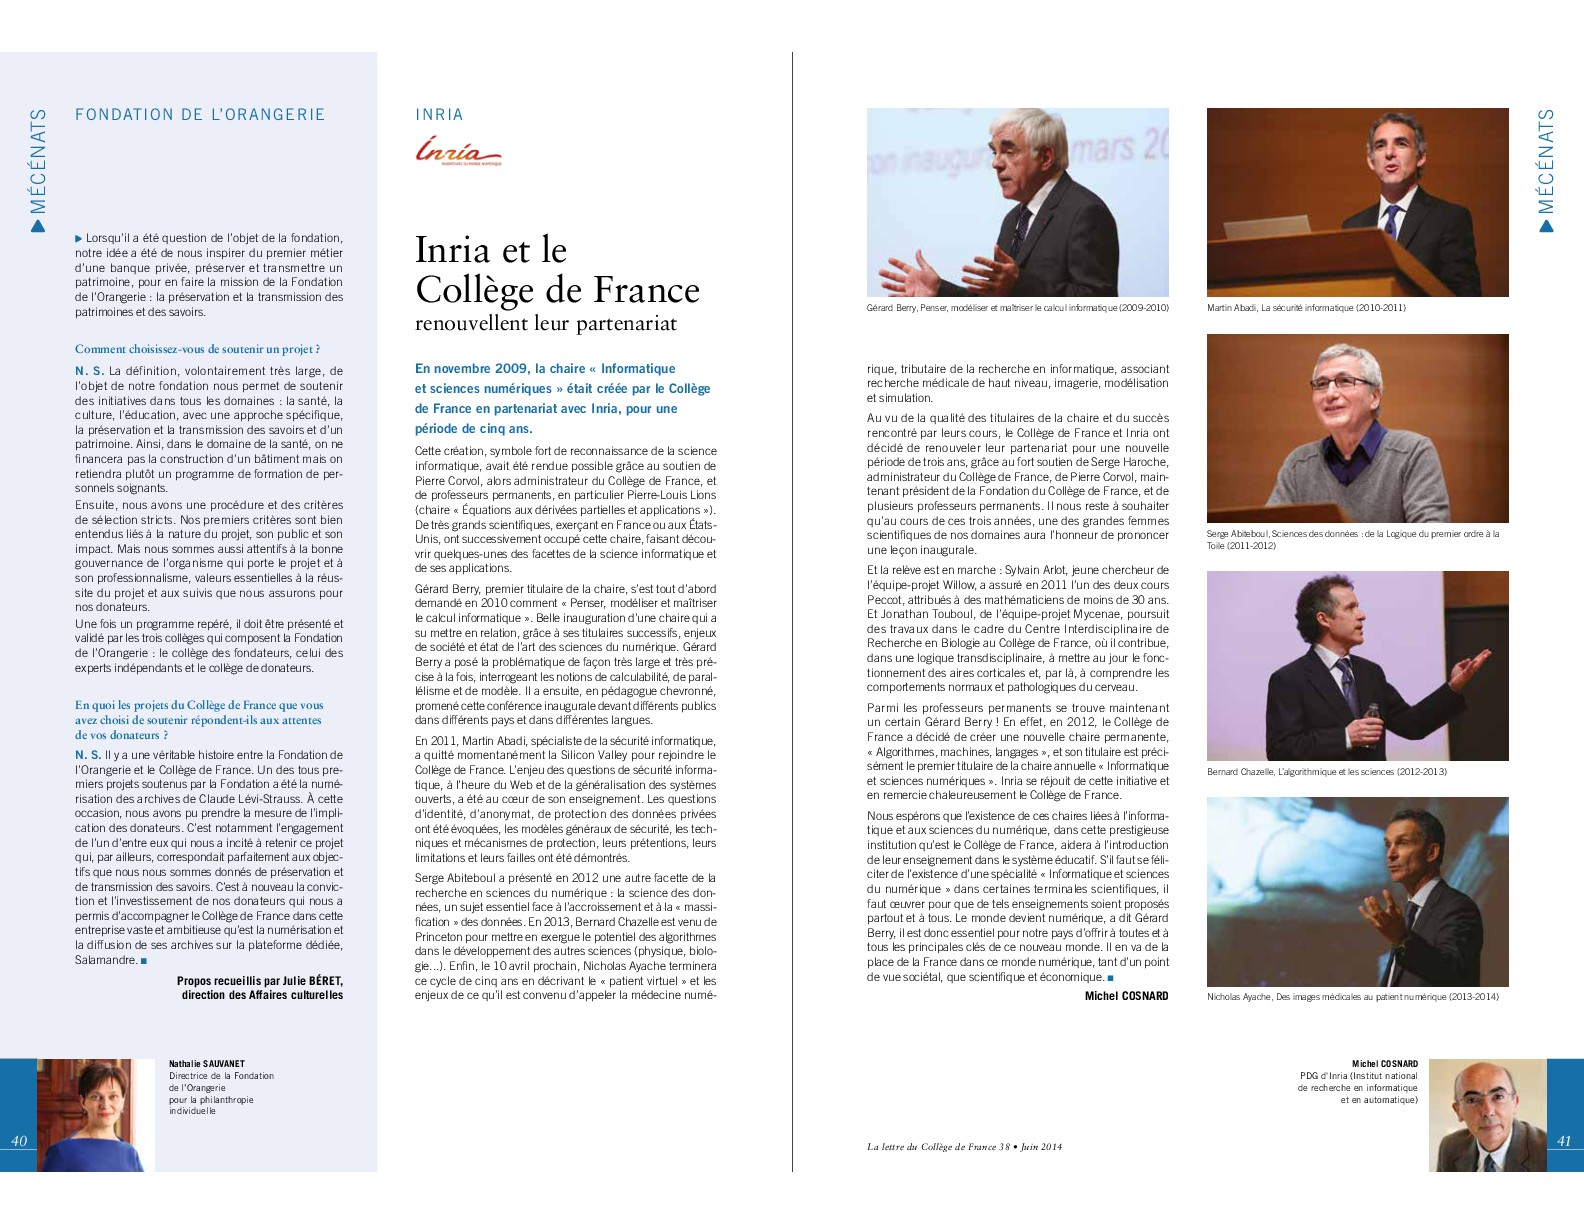 MÉCÉNATS
FONDATION DE L'ORANGERIE
Lorsqu'il a été question de l'objet de la fondation,
notre idée a été de nous inspirer du premier métier
d'une banque privée, préserver et transmettre un
patrimoine, pour en faire la mission de la Fondation
de l'Orangerie : la préservation et la transmission des
patrimoines et des savoirs.
Comment choisissez-vous de soutenir un projet ?
N. S. La définition, volontairement très large, de
l'objet de notre fondation nous permet de soutenir
des initiatives dans tous les domaines : la santé, la
culture, l'éducation, avec une approche spécifique,
la préservation et la transmission des savoirs et d'un
patrimoine. Ainsi, dans le domaine de la santé, on ne
financera pas la construction d'un bâtiment mais on
retiendra plutôt un programme de formation de per-
sonnels soignants.
Ensuite, nous avons une procédure et des critères
de sélection stricts. Nos premiers critères sont bien
entendus liés à la nature du projet, son public et son
impact. Mais nous sommes aussi attentifs à la bonne
gouvernance de l'organisme qui porte le projet et à
son professionnalisme, valeurs essentielles à la réus-
site du projet et aux suivis que nous assurons pour
nos donateurs.
Une fois un programme repéré, il doit être présenté et
validé par les trois collèges qui composent la Fondation
de l'Orangerie : le collège des fondateurs, celui des
experts indépendants et le collège de donateurs.
En quoi les projets du Collège de France que vous
avez choisi de soutenir répondent-ils aux attentes
de vos donateurs ?
N. S. Il y a une véritable histoire entre la Fondation de
l'Orangerie et le Collège de France. Un des tous pre-
miers projets soutenus par la Fondation a été la numé-
risation des archives de Claude Lévi-Strauss. À cette
occasion, nous avons pu prendre la mesure de l'impli-
cation des donateurs. C'est notamment l'engagement
de l'un d'entre eux qui nous a incité à retenir ce projet
qui, par ailleurs, correspondait parfaitement aux objec-
tifs que nous nous sommes donnés de préservation et
de transmission des savoirs. C'est à nouveau la convic-
tion et l'investissement de nos donateurs qui nous a
permis d'accompagner le Collège de France dans cette
entreprise vaste et ambitieuse qu'est la numérisation et
la diffusion de ses archives sur la plateforme dédiée,
Salamandre.
Propos recueillis par Julie BÉRET,
direction des Affaires culturelles
Nathalie SAUVANET
Directrice de la Fondation
de l'Orangerie
pour la philanthropie
individuelle
40
INRIA
Inria
Inria et le
Collège de France
renouvellent leur partenariat
En novembre 2009, la chaire « Informatique
et sciences numériques » était créée par le Collège
de France en partenariat avec Inria, pour une
période de cinq ans.
Cette création, symbole fort de reconnaissance de la science
informatique, avait été rendue possible grâce au soutien de
Pierre Corvol, alors administrateur du Collège de France, et
de professeurs permanents, en particulier Pierre-Louis Lions
(chaire « Équations aux dérivées partielles et applications »).
De très grands scientifiques, exerçant en France ou aux États-
Unis, ont successivement occupé cette chaire, faisant décou-
vrir quelques-unes des facettes de la science informatique et
de ses applications.
Gérard Berry, premier titulaire de la chaire, s'est tout d'abord
demandé en 2010 comment « Penser, modéliser et maîtriser
le calcul informatique ». Belle inauguration d'une chaire qui a
su mettre en relation, grâce à ses titulaires successifs, enjeux
de société et état de l'art des sciences du numérique. Gérard
Berry a posé la problématique de façon très large et très pré-
cise à la fois, interrogeant les notions de calculabilité, de paral-
lélisme et de modèle. Il a ensuite, en pédagogue chevronné,
promené cette conférence inaugurale devant différents publics
dans différents pays et dans différentes langues.
En 2011, Martin Abadi, spécialiste de la sécurité informatique,
a quitté momentanément la Silicon Valley pour rejoindre le
Collège de France. L'enjeu des questions de sécurité informa-
tique, à l'heure du Web et de la généralisation des systèmes
ouverts, a été au cœur de son enseignement. Les questions
d'identité, d'anonymat, de protection des données privées
ont été évoquées, les modèles généraux de sécurité, les tech-
niques et mécanismes de protection, leurs prétentions, leurs
limitations et leurs failles ont été démontrés.
Serge Abiteboul a présenté en 2012 une autre facette de la
recherche en sciences du numérique : la science des don-
nées, un sujet essentiel face à l'accroissement et à la « massi-
fication » des données. En 2013, Bernard Chazelle est venu de
Princeton pour mettre en exergue le potentiel des algorithmes
dans le développement des autres sciences (physique, biolo-
gie...). Enfin, le 10 avril prochain, Nicholas Ayache terminera
ce cycle de cinq ans en décrivant le « patient virtuel » et les
enjeux de ce qu'il est convenu d'appeler la médecine numé-
mars 20
Gérard Berry, Penser, modéliser et maîtriser le calcul informatique (2009-2010)
rique, tributaire de la recherche en informatique, associant
recherche médicale de haut niveau, imagerie, modélisation
et simulation.
Au vu de la qualité des titulaires de la chaire et du succès
rencontré par leurs cours, le Collège de France et Inria ont
décidé de renouveler leur partenariat pour une nouvelle
période de trois ans, grâce au fort soutien de Serge Haroche,
administrateur du Collège de France, de Pierre Corvol, main-
tenant président de la Fondation du Collège de France, et de
plusieurs professeurs permanents. Il nous reste à souhaiter
qu'au cours de ces trois années, une des grandes femmes
scientifiques de nos domaines aura l'honneur de prononcer
une leçon inaugurale.
Et la relève est en marche : Sylvain Arlot, jeune chercheur de
l'équipe-projet Willow, a assuré en 2011 l'un des deux cours
Peccot, attribués à des mathématiciens de moins de 30 ans.
Et Jonathan Touboul, de l'équipe-projet Mycenae, poursuit
des travaux dans le cadre du Centre Interdisciplinaire de
Recherche en Biologie au Collège de France, où il contribue,
dans une logique transdisciplinaire, à mettre au jour le fonc-
tionnement des aires corticales et, par là, à comprendre les
comportements normaux et pathologiques du cerveau.
Parmi les professeurs permanents se trouve maintenant
un certain Gérard Berry ! En effet, en 2012, le Collège de
France a décidé de créer une nouvelle chaire permanente,
« Algorithmes, machines, langages », et son titulaire est préci-
sément le premier titulaire de la chaire annuelle « Informatique
et sciences numériques ». Inria se réjouit de cette initiative et
en remercie chaleureusement le Collège de France.
Nous espérons que l'existence de ces chaires liées à l'informa-
tique et aux sciences du numérique, dans cette prestigieuse
institution qu'est le Collège de France, aidera à l'introduction
de leur enseignement dans le système éducatif. S'il faut se féli-
citer de l'existence d'une spécialité « Informatique et sciences
du numérique » dans certaines terminales scientifiques, il
faut œuvrer pour que de tels enseignements soient proposés
partout et à tous. Le monde devient numérique, a dit Gérard
Berry, il est donc essentiel pour notre pays d'offrir à toutes et à
tous les principales clés de ce nouveau monde. Il en va de la
place de la France dans ce monde numérique, tant d'un point
de vue sociétal, que scientifique et économique.
Michel COSNARD
Martin Abadi, La sécurité informatique (2010-2011)
Serge Abiteboul, Sciences des données : de la Logique du premier ordre à la
Toile (2011-2012)
Bernard Chazelle, L'algorithmique et les sciences (2012-2013)
Nicholas Ayache, Des images médicales au patient numérique (2013-2014)
MÉCÉNATS
Michel COSNARD
PDG d'Inria (Institut national
de recherche en informatique
et en automatique)
La lettre du Collège de France 38 • Juin 2014
41